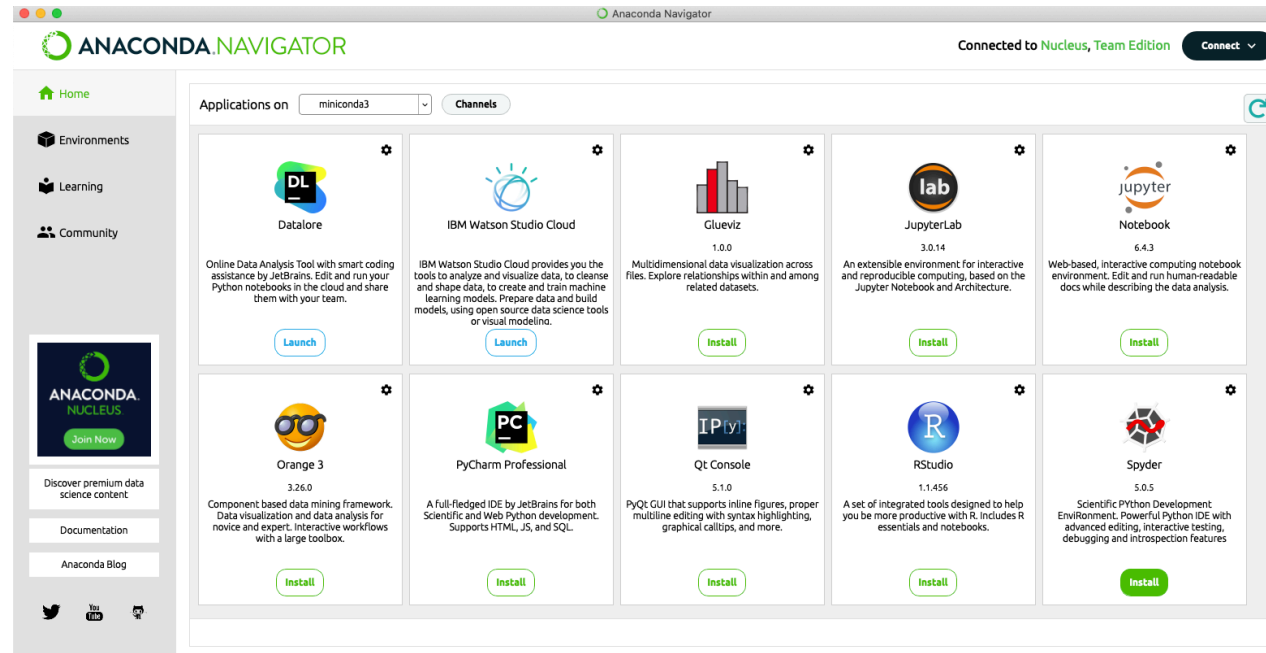 Anaconda Navigator
ANACONDA.NAVIGATOR
Connected to Nucleus, Team Edition
Connect
Home
Environments
Learning
Community
Applications on
miniconda3
Channels
DL
Datalore
Online Data Analysis Tool with smart coding
assistance by JetBrains. Edit and run your
Python notebooks in the cloud and share
them with your team.
Launch
IBM Watson Studio Cloud
IBM Watson Studio Cloud provides you the
tools to analyze and visualize data, to cleanse
and shape data, to create and train machine
learning models. Prepare data and build
models, using open source data science tools
or visual modeling.
Launch
Glueviz
1.0.0
Multidimensional data visualization across
files. Explore relationships within and among
related datasets.
Install
lab
JupyterLab
3.0.14
An extensible environment for interactive
and reproducible computing, based on the
Jupyter Notebook and Architecture.
Install
jupyter
Notebook
6.4.3
Web-based, interactive computing notebook
environment. Edit and run human-readable
docs while describing the data analysis.
Install
Orange 3
3.26.0
Component based data mining framework.
Data visualization and data analysis for
novice and expert. Interactive workflows
with a large toolbox.
Install
PC
PyCharm Professional
A full-fledged IDE by JetBrains for both
Scientific and Web Python development.
Supports HTML, JS, and SQL.
Install
IP[y]:
Qt Console
5.1.0
PyQt GUI that supports inline figures, proper
multiline editing with syntax highlighting,
graphical calltips, and more.
Install
R
RStudio
1.1.456
A set of integrated tools designed to help
you be more productive with R. Includes R
essentials and notebooks.
Install
Spyder
5.0.5
Scientific PYthon Development
EnviRonment. Powerful Python IDE with
advanced editing, interactive testing,
debugging and introspection features
Install
ANACONDA.
NUCLEUS
Join Now
Discover premium data
science content
Documentation
Anaconda Blog
You
Tube